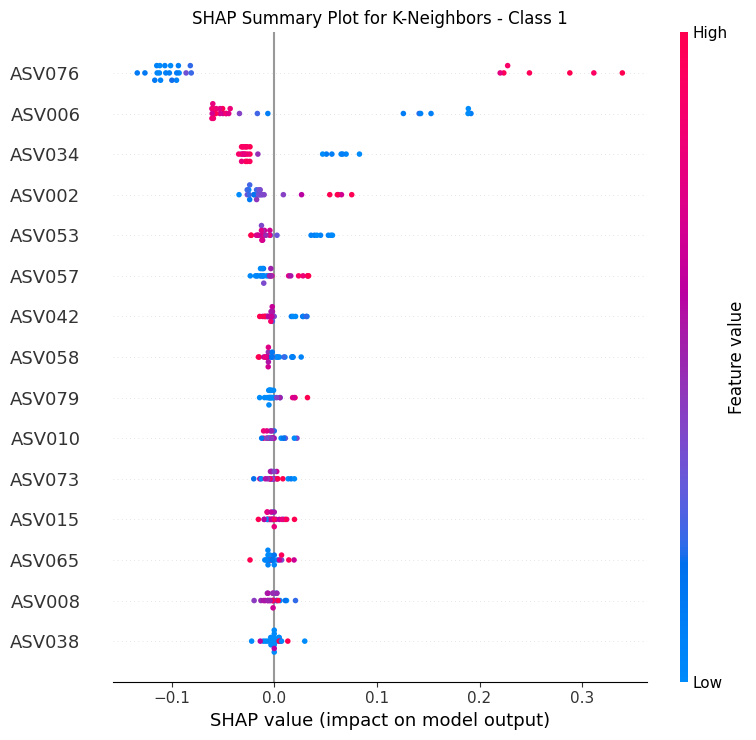 SHAP Summary Plot for K-Neighbors - Class 1
High
ASV076
ASV006
ASV034
ASV002
ASV053
ASV057
ASV042
ASV058
ASV079
ASV010
ASV073
ASV015
ASV065
ASV008
ASV038
Feature value
Low
−0.1 0.0 0.1 0.2 0.3
SHAP value (impact on model output)